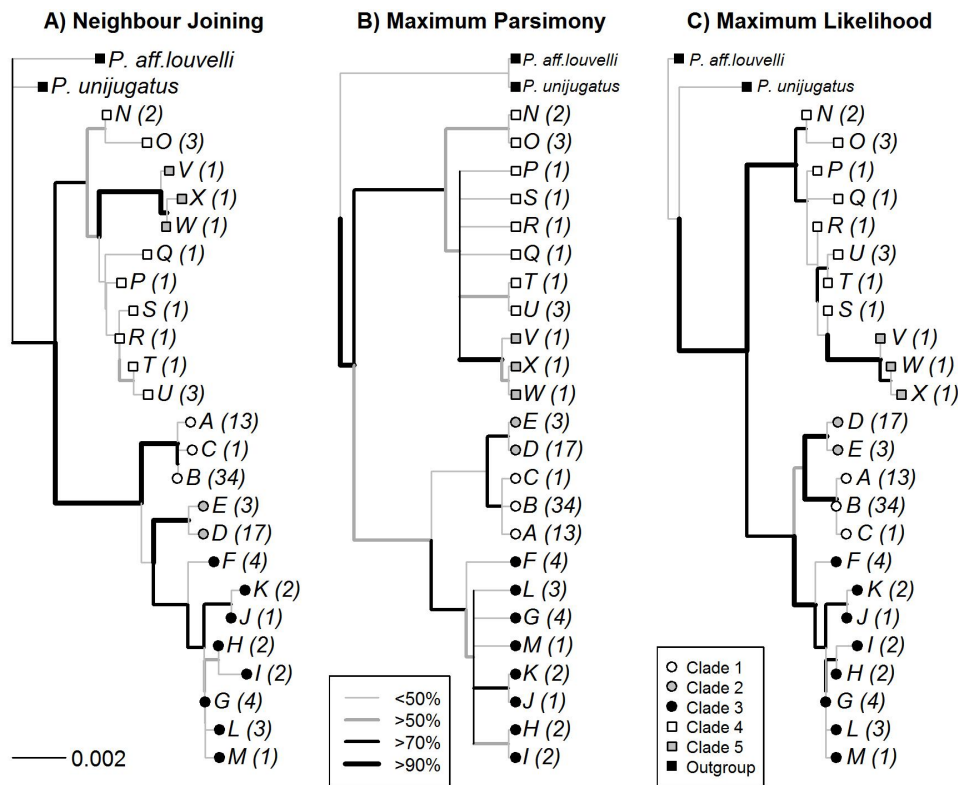 A) Neighbour Joining
P. aff.louvelli
P. unijugatus
N (2)
O (3)
V (1)
X (1)
W (1)
Q (1)
P (1)
S (1)
R (1)
T (1)
U (3)
A (13)
C (1)
B (34)
E (3)
D (17)
F (4)
K (2)
J (1)
H (2)
I (2)
G (4)
L (3)
M (1)
0.002
B) Maximum Parsimony
P. aff.louvelli
P. unijugatus
N (2)
O (3)
P (1)
S (1)
R (1)
Q (1)
T (1)
U (3)
V (1)
X (1)
W (1)
E (3)
D (17)
C (1)
B (34)
A (13)
F (4)
L (3)
G (4)
M (1)
K (2)
J (1)
H (2)
I (2)
<50%
>50%
>70%
>90%
C) Maximum Likelihood
P. aff.louvelli
P. unijugatus
N (2)
O (3)
P (1)
Q (1)
R (1)
U (3)
T (1)
S (1)
V (1)
W (1)
X (1)
D (17)
E (3)
A (13)
B (34)
C (1)
F (4)
K (2)
J (1)
I (2)
H (2)
G (4)
L (3)
M (1)
Clade 1
Clade 2
Clade 3
Clade 4
Clade 5
Outgroup